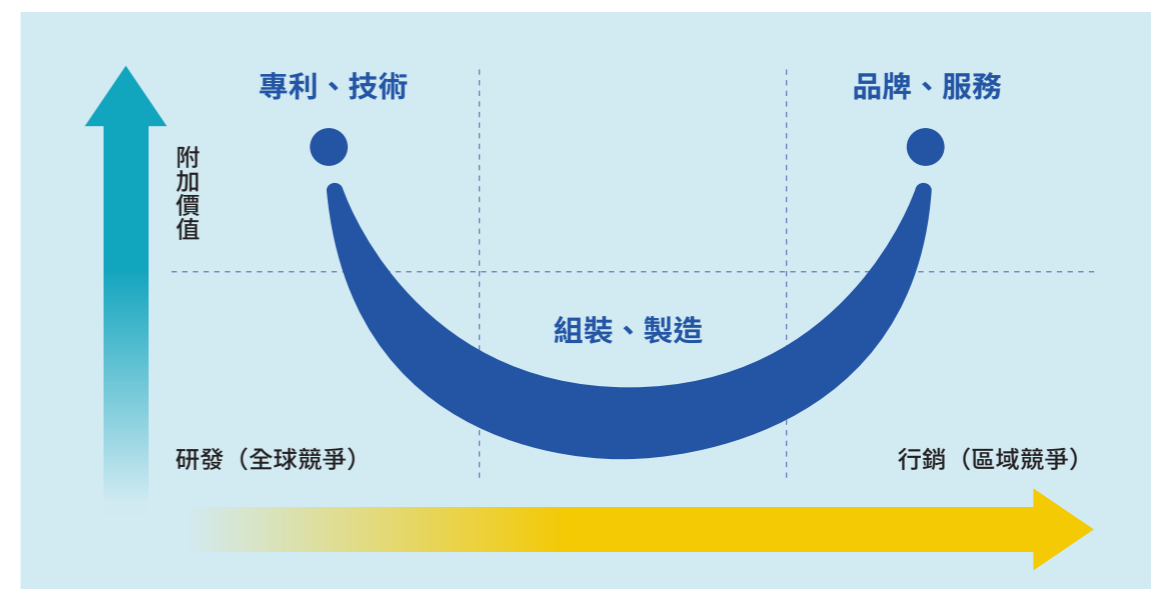 專利、技術
品牌、服務
附加價值
組裝、製造
研發（全球競爭）
行銷（區域競爭）